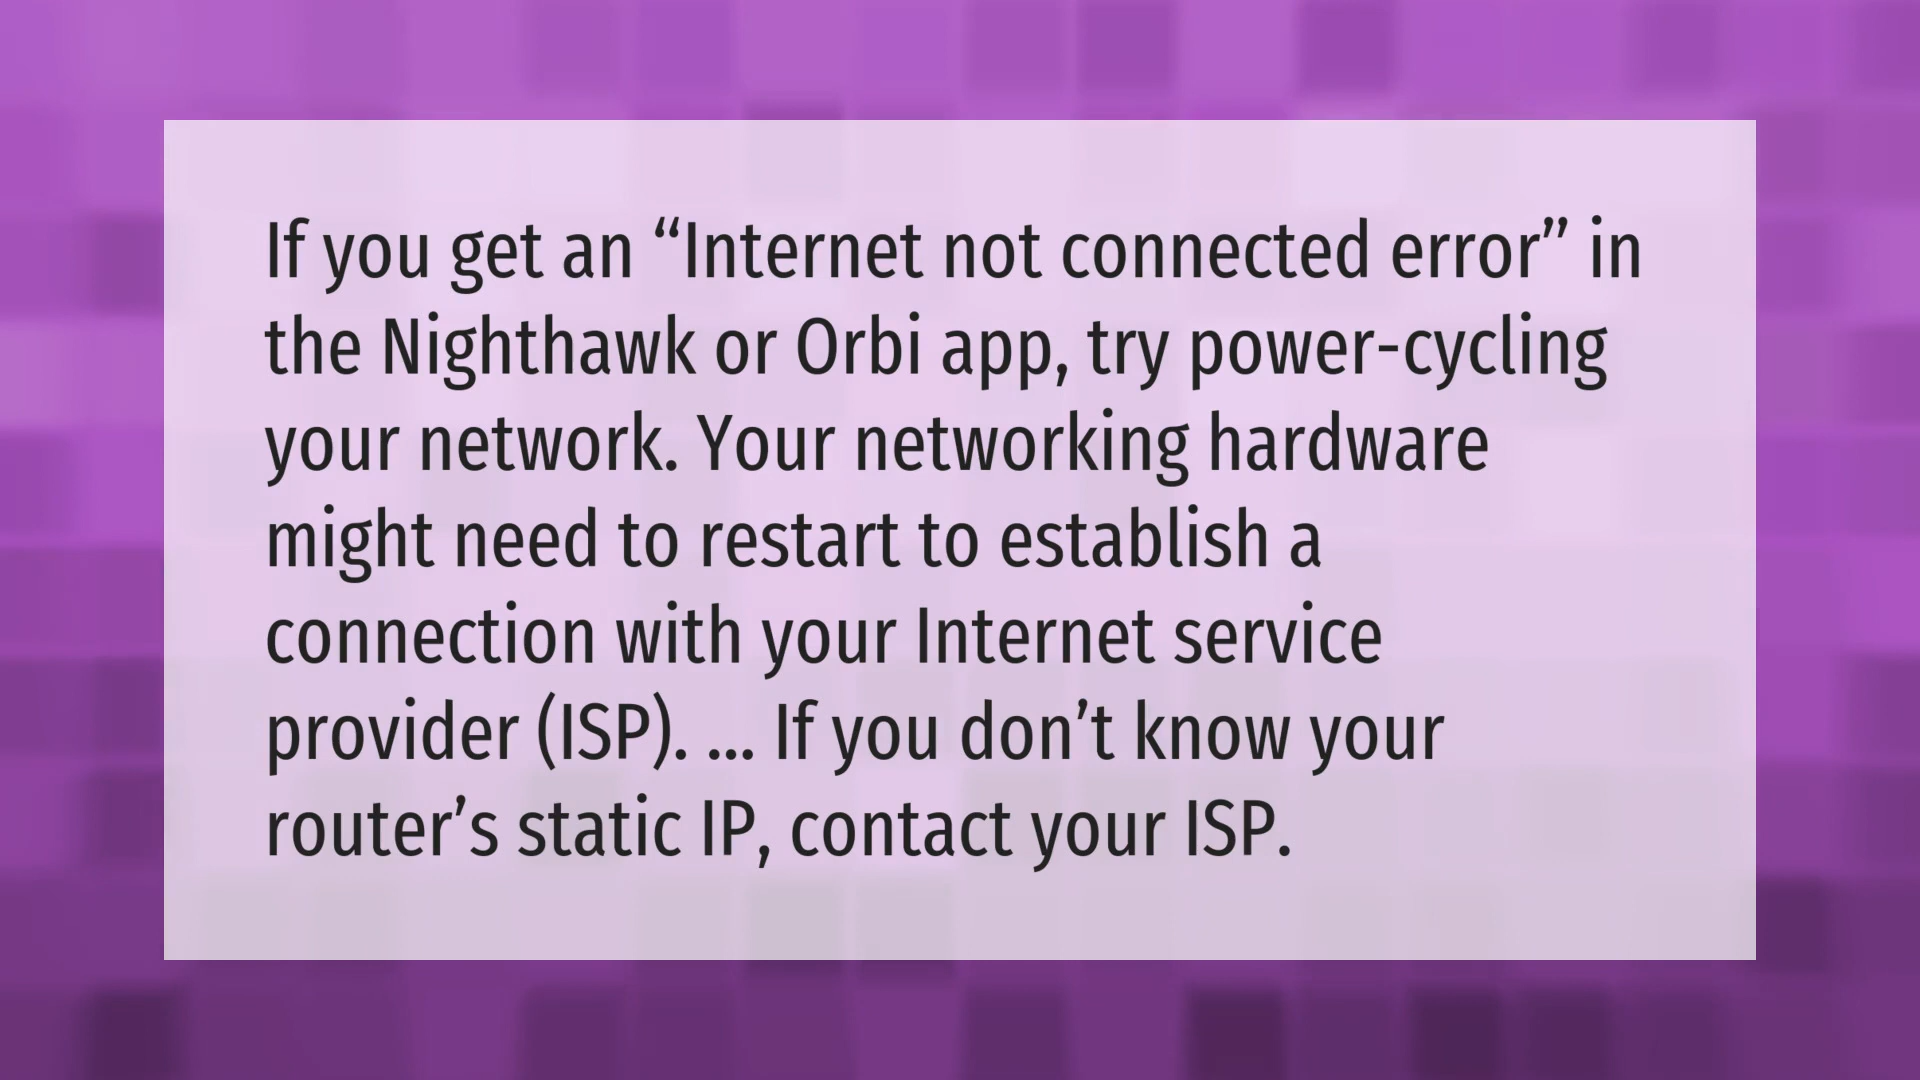 If you get an “Internet not connected error” in
the Nighthawk or Orbi app, try power-cycling
your network. Your networking hardware
might need to restart to establish a
connection with your Internet service
provider (ISP). ... If you don’t know your
router’s static IP, contact your ISP.